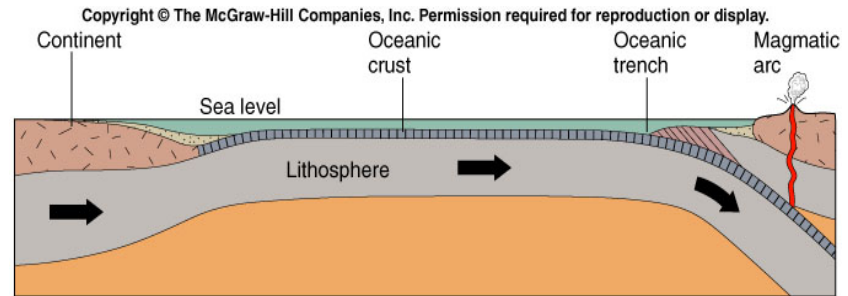 Copyright © The McGraw-Hill Companies, Inc. Permission required for reproduction or display.
Continent
Oceanic
crust
Oceanic
trench
Magmatic
arc
Sea level
Lithosphere